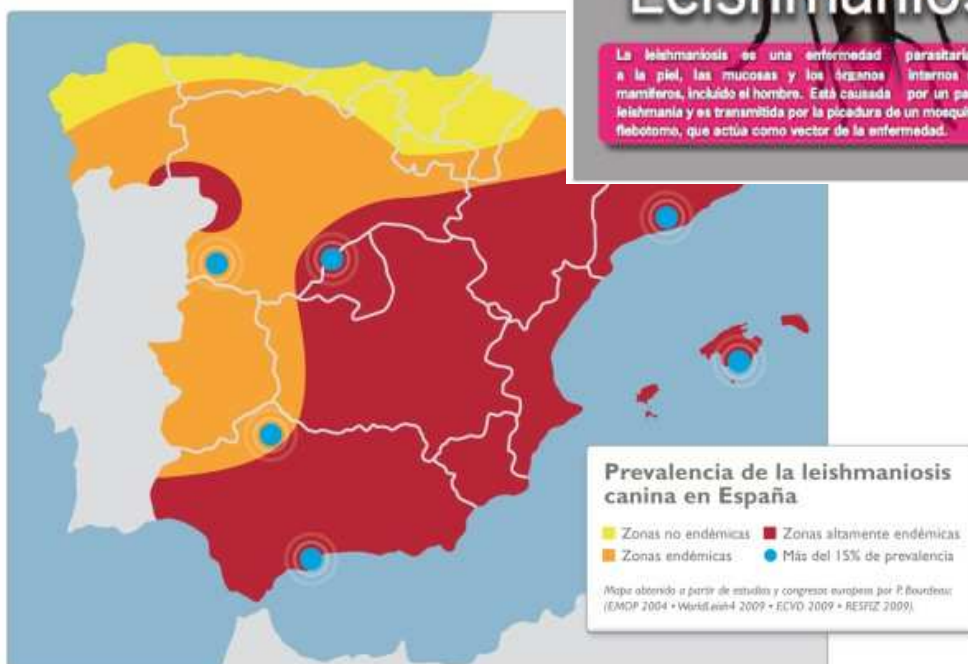 Leishmanios
La leishmaniosis es una enfermedad parasitaria
a la piel, las mucosas y los órganos internos
mamíferos, incluido el hombre. Está causada por un pa
leishmania y es transmitida por la picadura de un mosqui
flebótomo, que actúa como vector de la enfermedad.
Prevalencia de la leishmaniosis
canina en España
Zonas no endémicas
Zonas altamente endémicas
Zonas endémicas
Más del 15% de prevalencia
Mapa obtenido a partir de estudios y congresos europeos por P. Bourdeau:
(EMOP 2004 • WorldLeish4 2009 • ECVD 2009 • RESFIZ 2009).